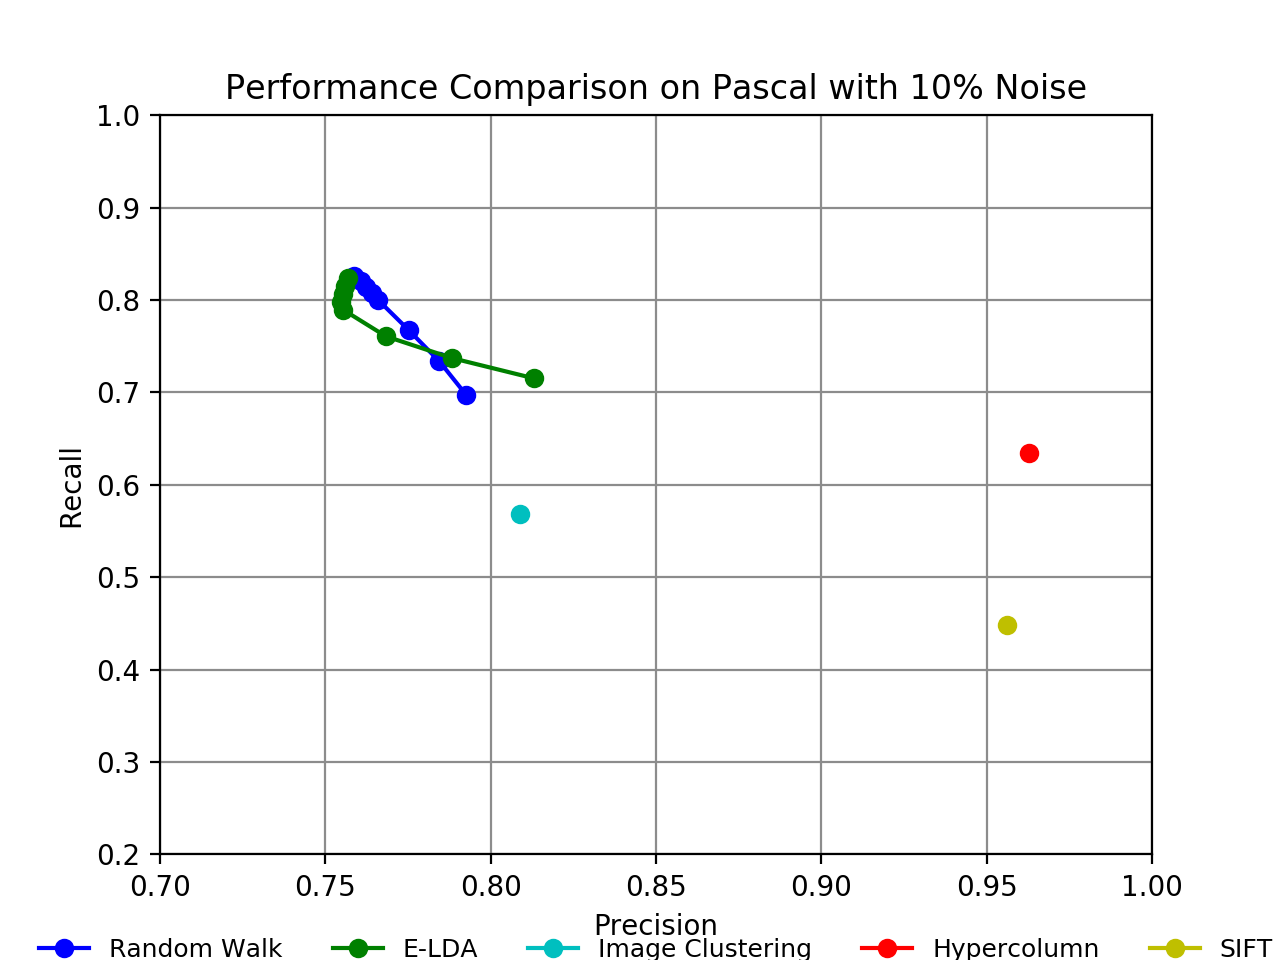 Performance Comparison on Pascal with 10% Noise
1.0
0.9
0.8
0.7
0.6
0.5
0.4
0.3
0.2
Recall
0.70 0.75 0.80 0.85 0.90 0.95 1.00
Precision
Random Walk E-LDA Image Clustering Hypercolumn SIFT